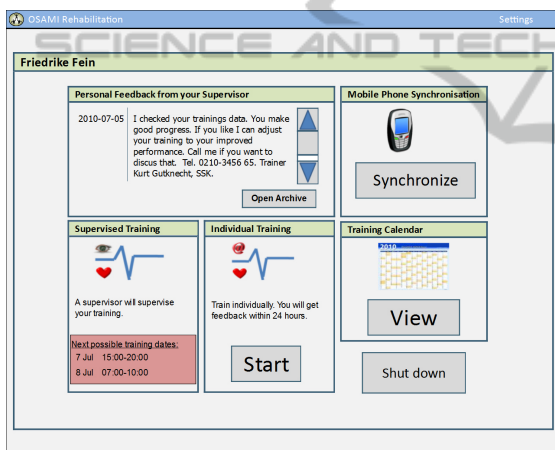 OSAMI Rehabilitation
Settings
SCIENCE AND TECH
Friedrike Fein
Personal Feedback from your Supervisor
2010-07-05
I checked your trainings data. You make
good progress. If you like I can adjust
your training to your improved
performance. Call me if you want to
discus that. Tel. 0210-3456 65. Trainer
Kurt Gutknecht, SSK.
Open Archive
Mobile Phone Synchronisation
Synchronize
Supervised Training
A supervisor will supervise
your training.
Next possible training dates:
7 Jul 15:00-20:00
8 Jul 07:00-10:00
Individual Training
Train individually. You will get
feedback within 24 hours.
Start
Training Calendar
2010
View
Shut down